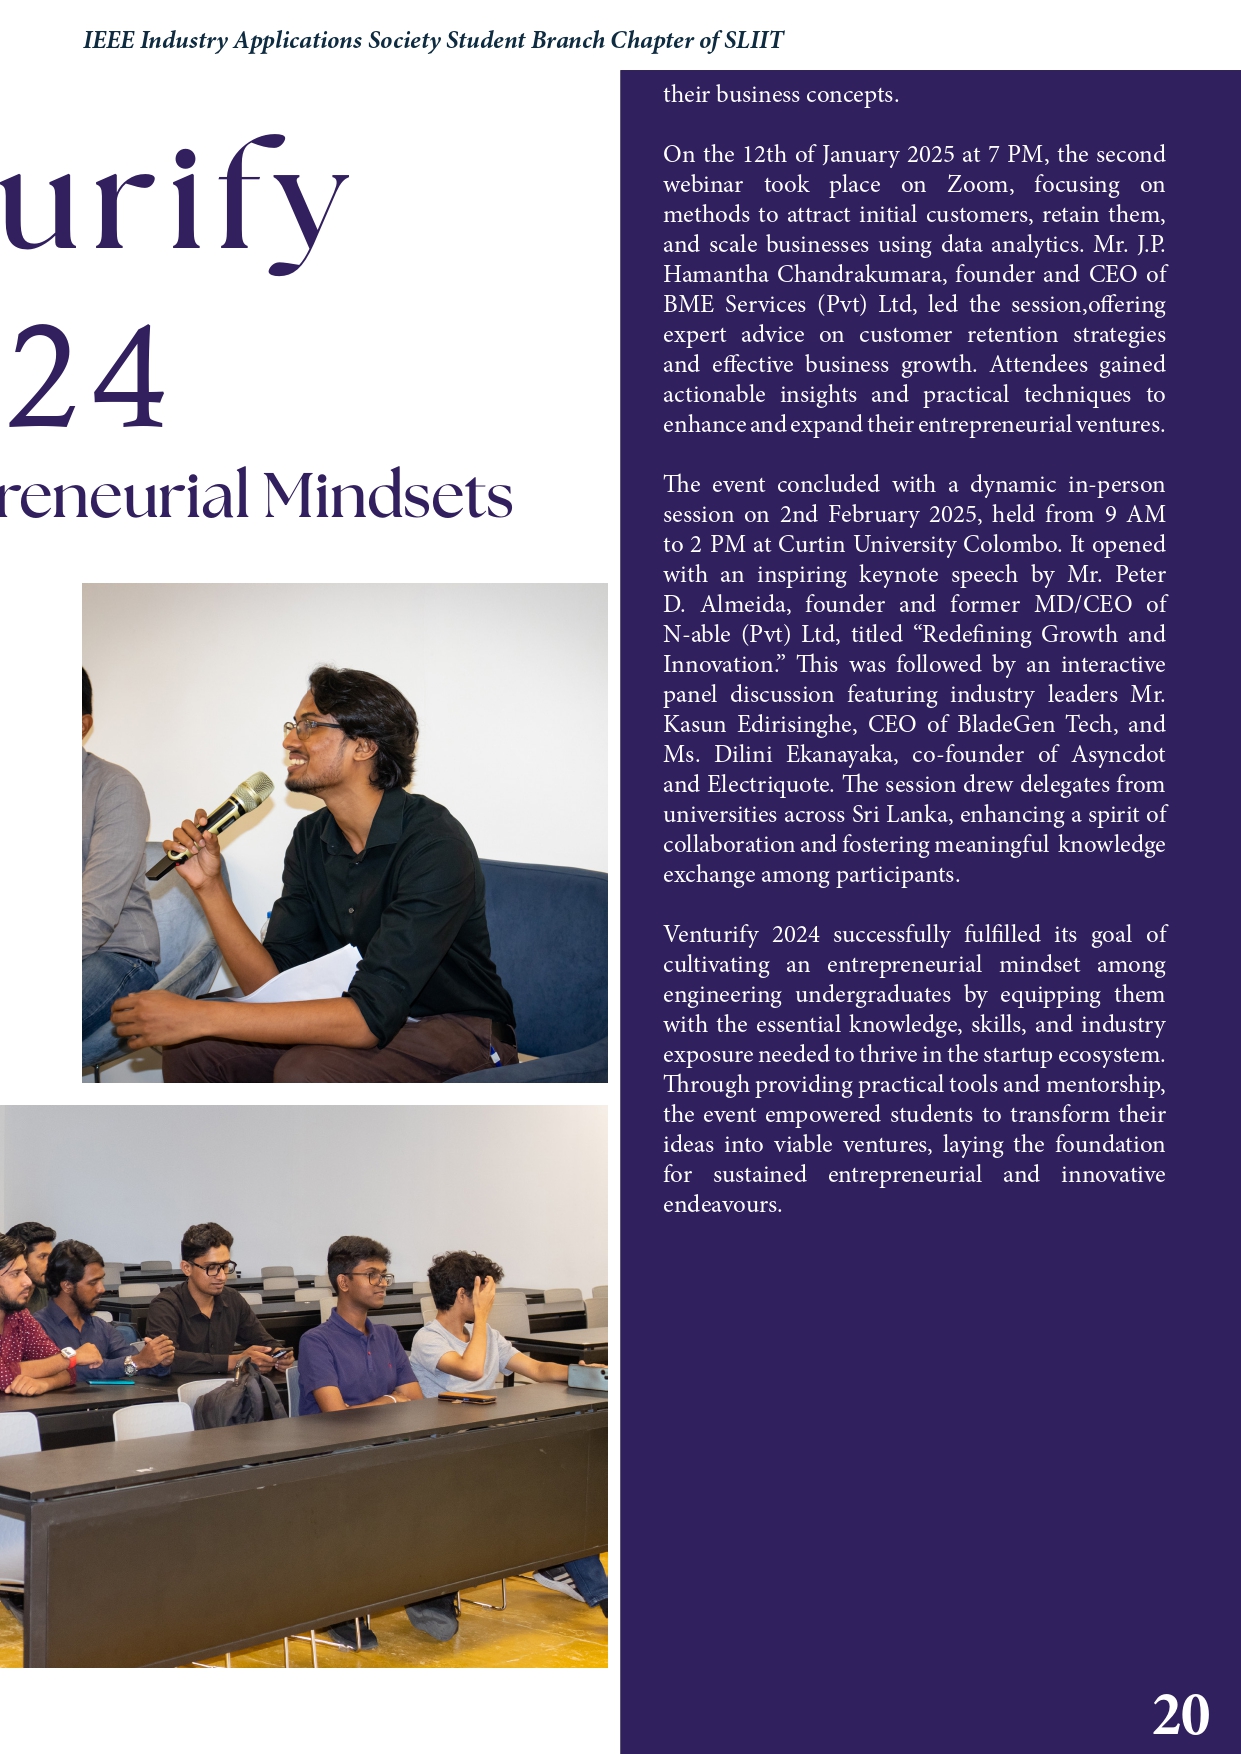 IEEE Industry Applications Society Student Branch Chapter of SLIIT
urify
24
reneurial Mindsets
their business concepts.
On the 12th of January 2025 at 7 PM, the second
webinar took place on Zoom, focusing on
methods to attract initial customers, retain them,
and scale businesses using data analytics. Mr. J.P.
Hamantha Chandrakumara, founder and CEO of
BME Services (Pvt) Ltd, led the session,offering
expert advice on customer retention strategies
and effective business growth. Attendees gained
actionable insights and practical techniques to
enhance and expand their entrepreneurial ventures.
The event concluded with a dynamic in-person
session on 2nd February 2025, held from 9 AM
to 2 PM at Curtin University Colombo. It opened
with an inspiring keynote speech by Mr. Peter
D. Almeida, founder and former MD/CEO of
N-able (Pvt) Ltd, titled “Redefining Growth and
Innovation.” This was followed by an interactive
panel discussion featuring industry leaders Mr.
Kasun Edirisinghe, CEO of BladeGen Tech, and
Ms. Dilini Ekanayaka, co-founder of Asyncdot
and Electriquote. The session drew delegates from
universities across Sri Lanka, enhancing a spirit of
collaboration and fostering meaningful knowledge
exchange among participants.
Venturify 2024 successfully fulfilled its goal of
cultivating an entrepreneurial mindset among
engineering undergraduates by equipping them
with the essential knowledge, skills, and industry
exposure needed to thrive in the startup ecosystem.
Through providing practical tools and mentorship,
the event empowered students to transform their
ideas into viable ventures, laying the foundation
for sustained entrepreneurial and innovative
endeavours.
20